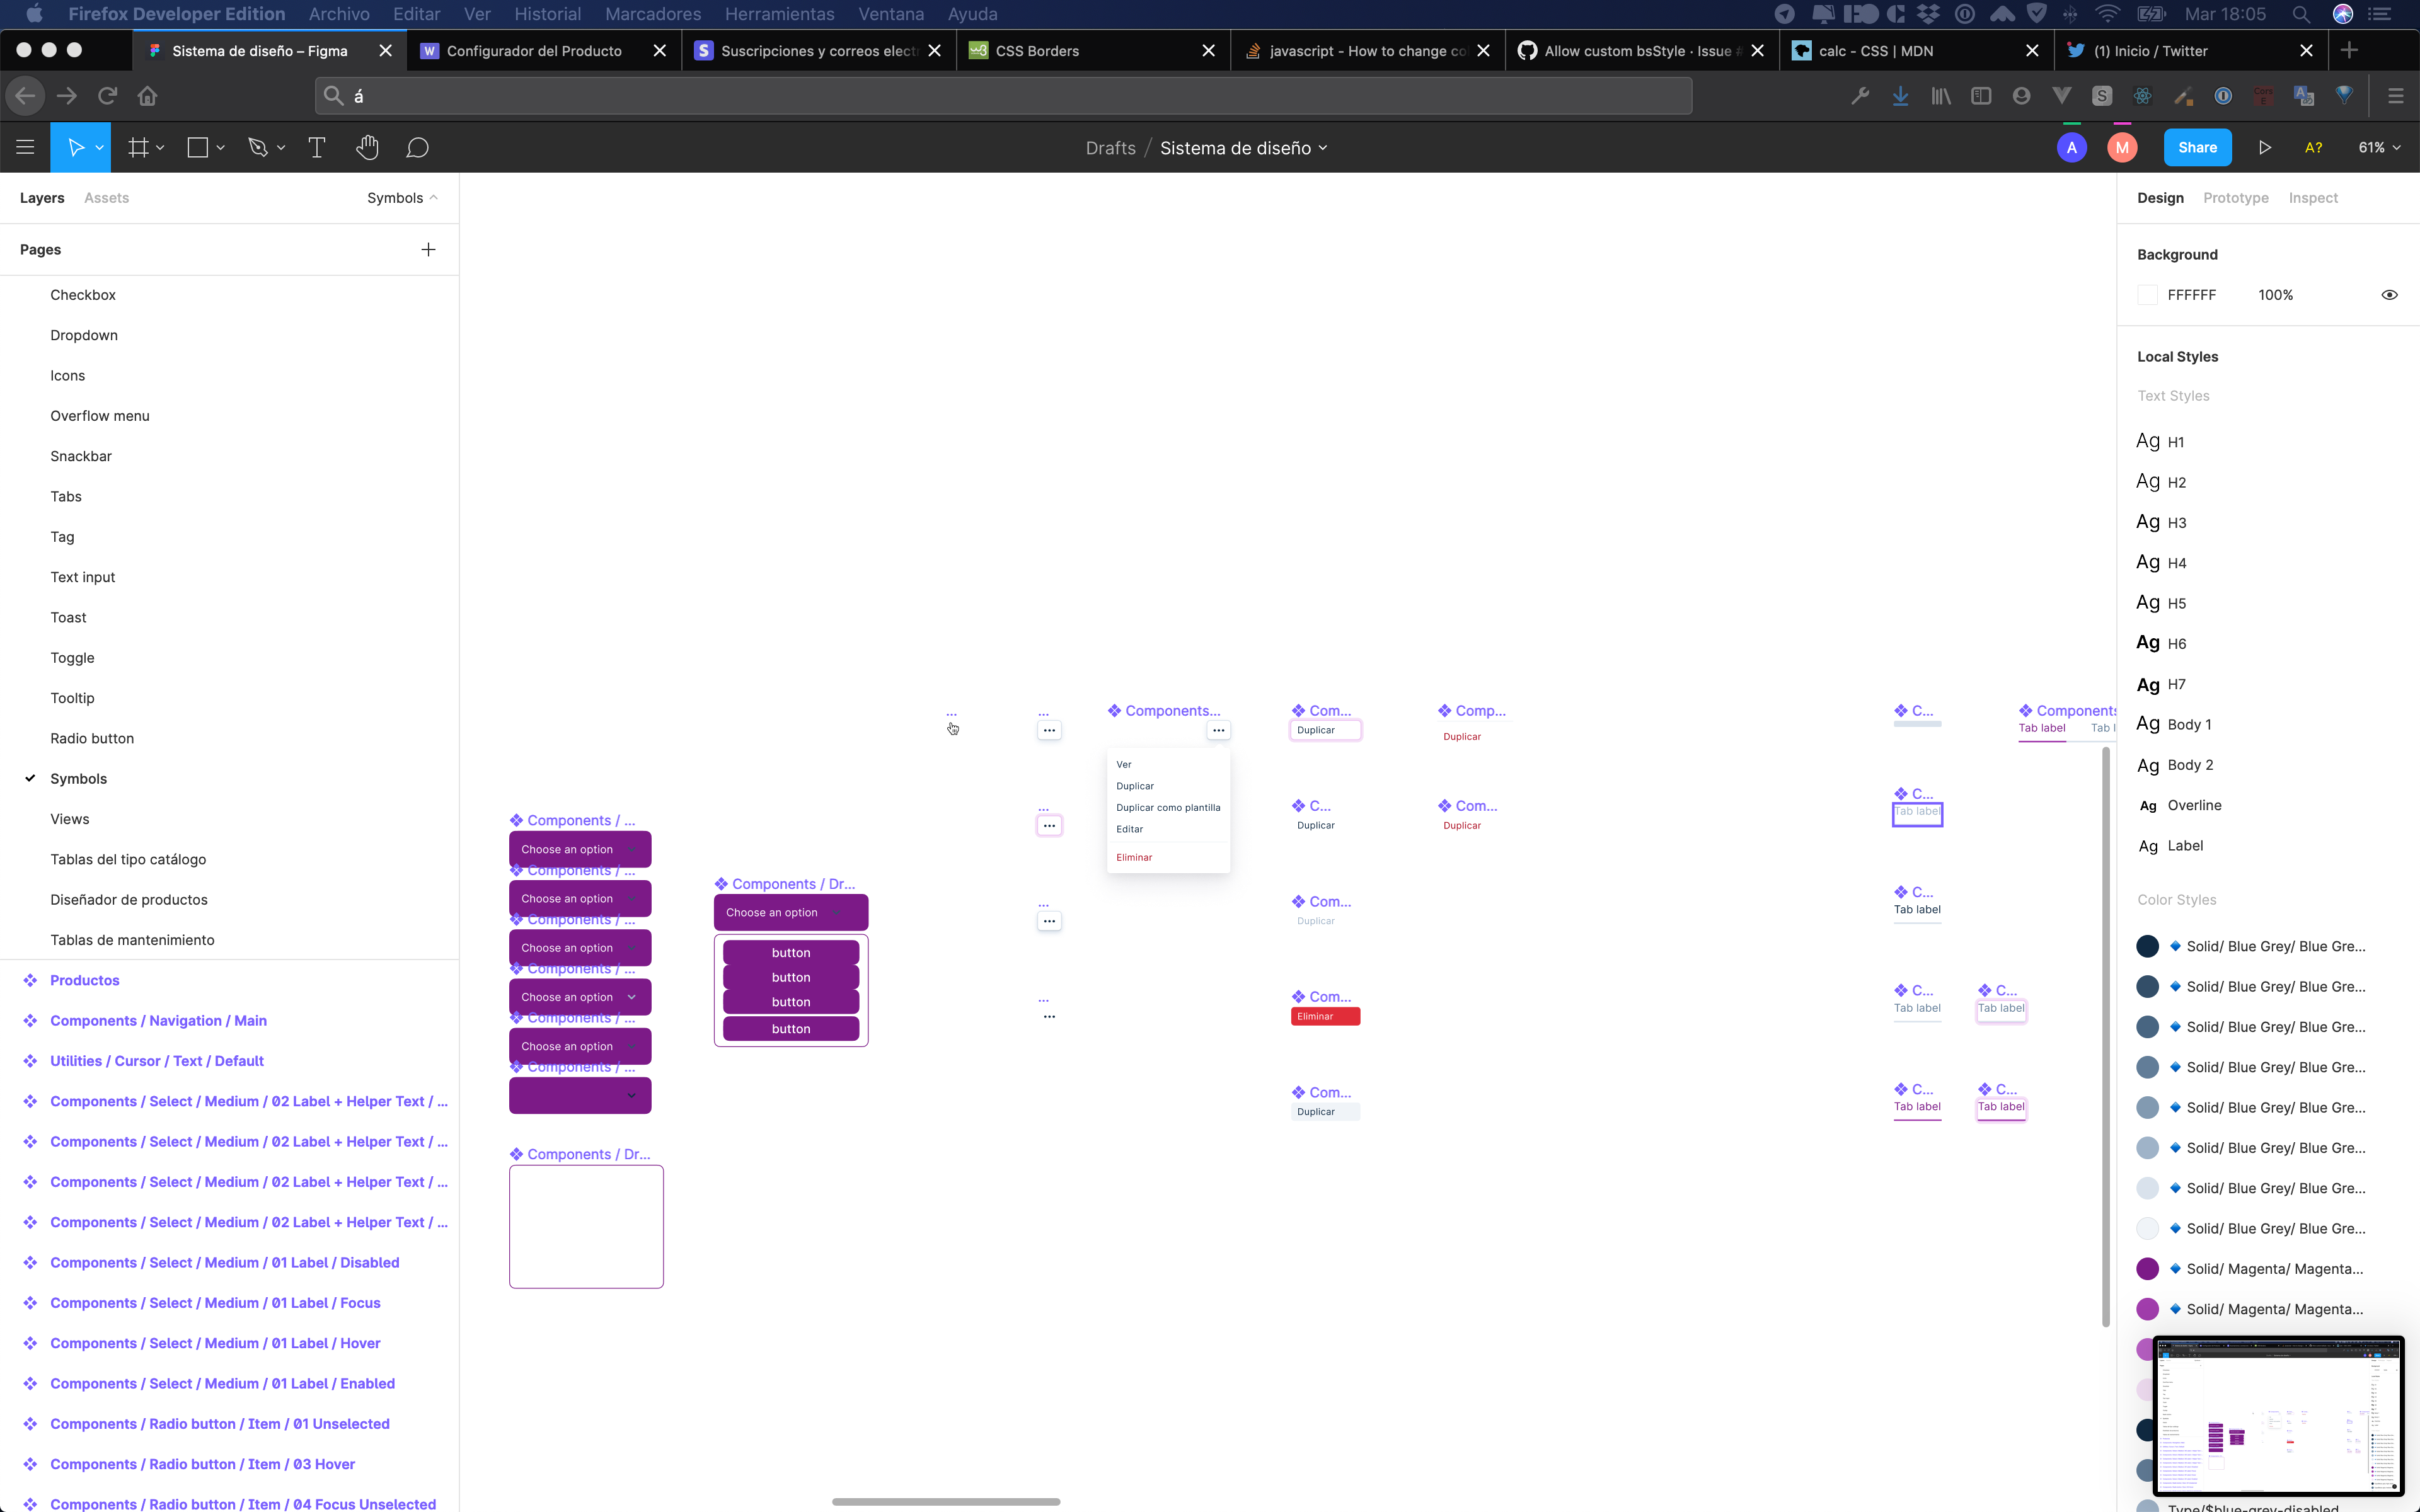 Firefox Developer Edition Archivo Editar Ver Historial Marcadores Herramientas Ventana Ayuda Mar 18:05
Sistema de diseño – Figma
Configurador del Producto
Suscripciones y correos elect
CSS Borders
javascript - How to change co
Allow custom bsStyle · Issue #
calc - CSS | MDN
(1) Inicio / Twitter
á
Drafts / Sistema de diseño
A
M
Share
A?
61%
Layers
Assets
Symbols
Pages
Checkbox
Dropdown
Icons
Overflow menu
Snackbar
Tabs
Tag
Text input
Toast
Toggle
Tooltip
Radio button
Symbols
Views
Tablas del tipo catálogo
Diseñador de productos
Tablas de mantenimiento
Productos
Components / Navigation / Main
Utilities / Cursor / Text / Default
Components / Select / Medium / 02 Label + Helper Text / ...
Components / Select / Medium / 02 Label + Helper Text / ...
Components / Select / Medium / 02 Label + Helper Text / ...
Components / Select / Medium / 02 Label + Helper Text / ...
Components / Select / Medium / 01 Label / Disabled
Components / Select / Medium / 01 Label / Focus
Components / Select / Medium / 01 Label / Hover
Components / Select / Medium / 01 Label / Enabled
Components / Radio button / Item / 01 Unselected
Components / Radio button / Item / 03 Hover
Components / Radio button / Item / 04 Focus Unselected
Components / ...
Choose an option
Components / ...
Choose an option
Components / ...
Choose an option
Components / ...
Choose an option
Components / ...
Choose an option
Components / ...
Components / Dr...
Components / Dr...
Choose an option
button
button
button
button
...
...
...
...
...
Components...
Ver
Duplicar
Duplicar como plantilla
Editar
Eliminar
Com...
Duplicar
C...
Duplicar
Com...
Duplicar
Com...
Eliminar
Com...
Duplicar
Comp...
Duplicar
Com...
Duplicar
C...
C...
Tab label
C...
Tab label
C...
Tab label
C...
Tab label
C...
Tab label
C...
Tab label
Components
Tab label Tab l
Design
Prototype
Inspect
Background
FFFFFF 100%
Local Styles
Text Styles
Ag H1
Ag H2
Ag H3
Ag H4
Ag H5
Ag H6
Ag H7
Ag Body 1
Ag Body 2
Ag Overline
Ag Label
Color Styles
Solid/ Blue Grey/ Blue Gre...
Solid/ Blue Grey/ Blue Gre...
Solid/ Blue Grey/ Blue Gre...
Solid/ Blue Grey/ Blue Gre...
Solid/ Blue Grey/ Blue Gre...
Solid/ Blue Grey/ Blue Gre...
Solid/ Blue Grey/ Blue Gre...
Solid/ Blue Grey/ Blue Gre...
Solid/ Magenta/ Magenta...
Solid/ Magenta/ Magenta...
Type/$blue-grey-disabled